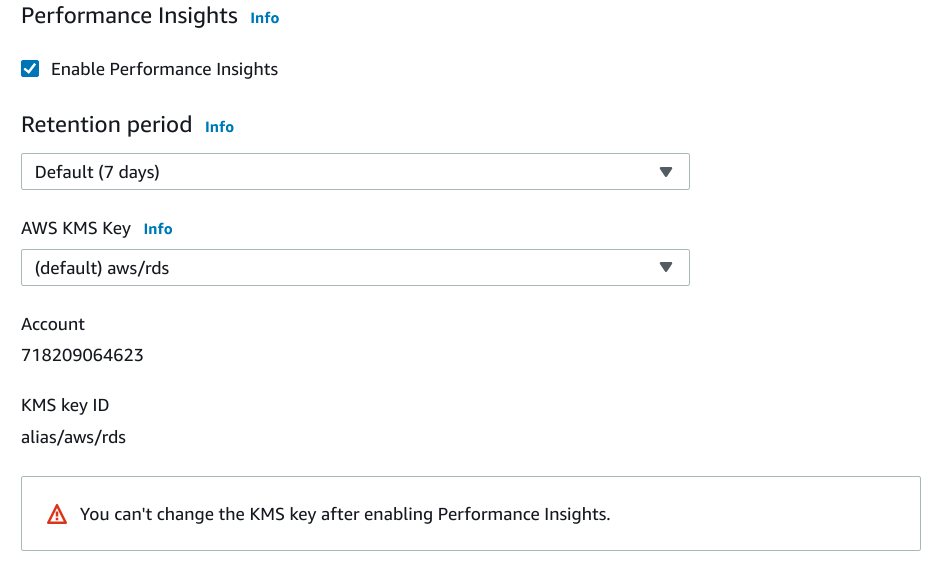 Performance Insights Info
Enable Performance Insights
Retention period Info
Default (7 days)
AWS KMS Key Info
(default) aws/rds
Account
718209064623
KMS key ID
alias/aws/rds
You can't change the KMS key after enabling Performance Insights.